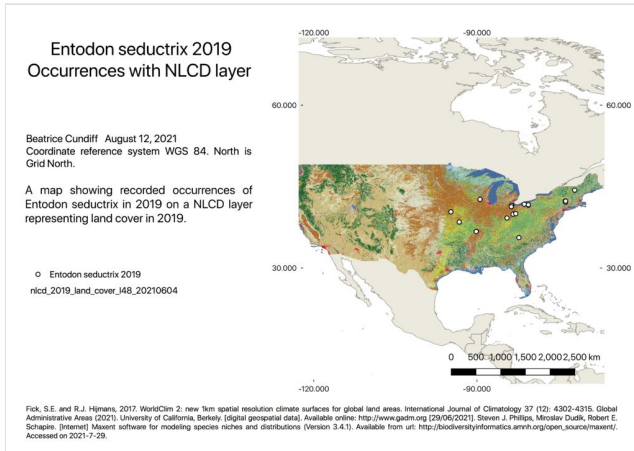 Entodon seductrix 2019
Occurrences with NLCD layer
Beatrice Cundiff August 12, 2021
Coordinate reference system WGS 84. North is
Grid North.
A map showing recorded occurrences of
Entodon seductrix in 2019 on a NLCD layer
representing land cover in 2019.
Entodon seductrix 2019
nlcd_2019_land_cover_l48_20210604
-120.000 -90.000
60.000 60.000
30.000 30.000
0 500 1,000 1,500 2,000 2,500 km
-120.000 -90.000
Fick, S.E. and R.J. Hijmans, 2017. WorldClim 2: new 1km spatial resolution climate surfaces for global land areas. International Journal of Climatology 37 (12): 4302-4315. Global
Administrative Areas (2021). University of California, Berkely. [digital geospatial data]. Available online: http://www.gadm.org [29/06/2021]. Steven J. Phillips, Miroslav Dudík, Robert E.
Schapire. [Internet] Maxent software for modeling species niches and distributions (Version 3.4.1). Available from url: http://biodiversityinformatics.amnh.org/open_source/maxent/.
Accessed on 2021-7-29.